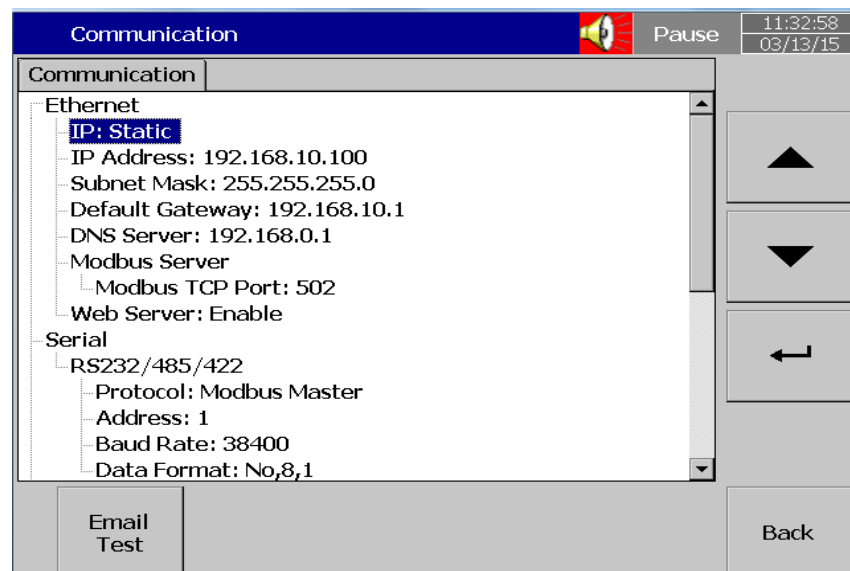 Communication
Pause
11:32:58
03/13/15
Communication
Ethernet
IP: Static
IP Address: 192.168.10.100
Subnet Mask: 255.255.255.0
Default Gateway: 192.168.10.1
DNS Server: 192.168.0.1
Modbus Server
Modbus TCP Port: 502
Web Server: Enable
Serial
RS232/485/422
Protocol: Modbus Master
Address: 1
Baud Rate: 38400
Data Format: No,8,1
Email
Test
Back